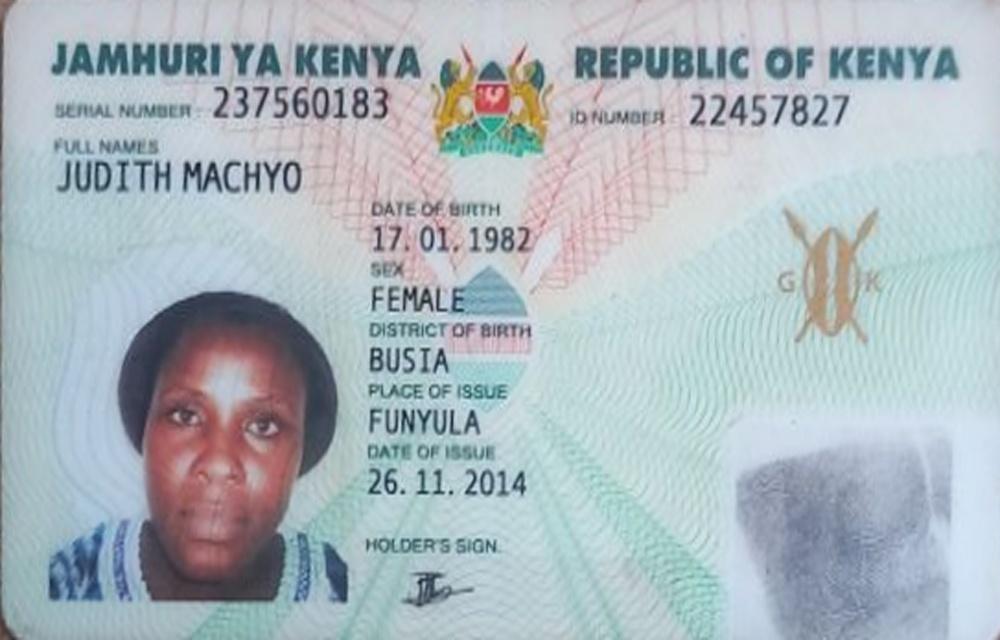 JAMHURI YA KENYA
REPUBLIC OF KENYA
SERIAL NUMBER : 237560183
ID NUMBER : 22457827
FULL NAMES
JUDITH MACHYO
DATE OF BIRTH
17. 01. 1982
SEX
FEMALE
DISTRICT OF BIRTH
BUSIA
PLACE OF ISSUE
FUNYULA
DATE OF ISSUE
26. 11. 2014
HOLDER'S SIGN.
G K